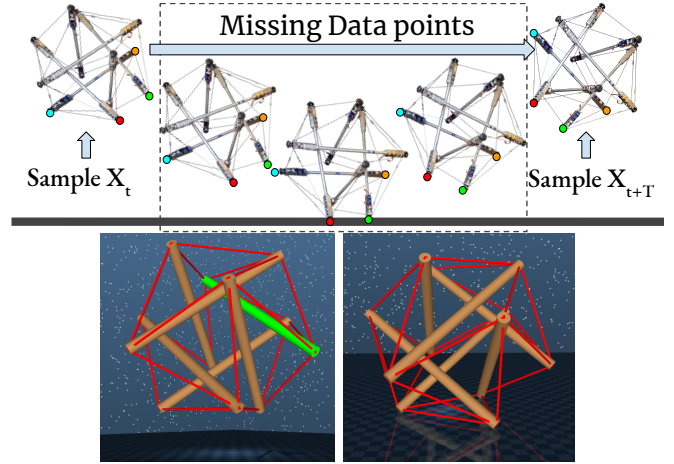 Missing Data points
Sample X_t
Sample X_{t+T}